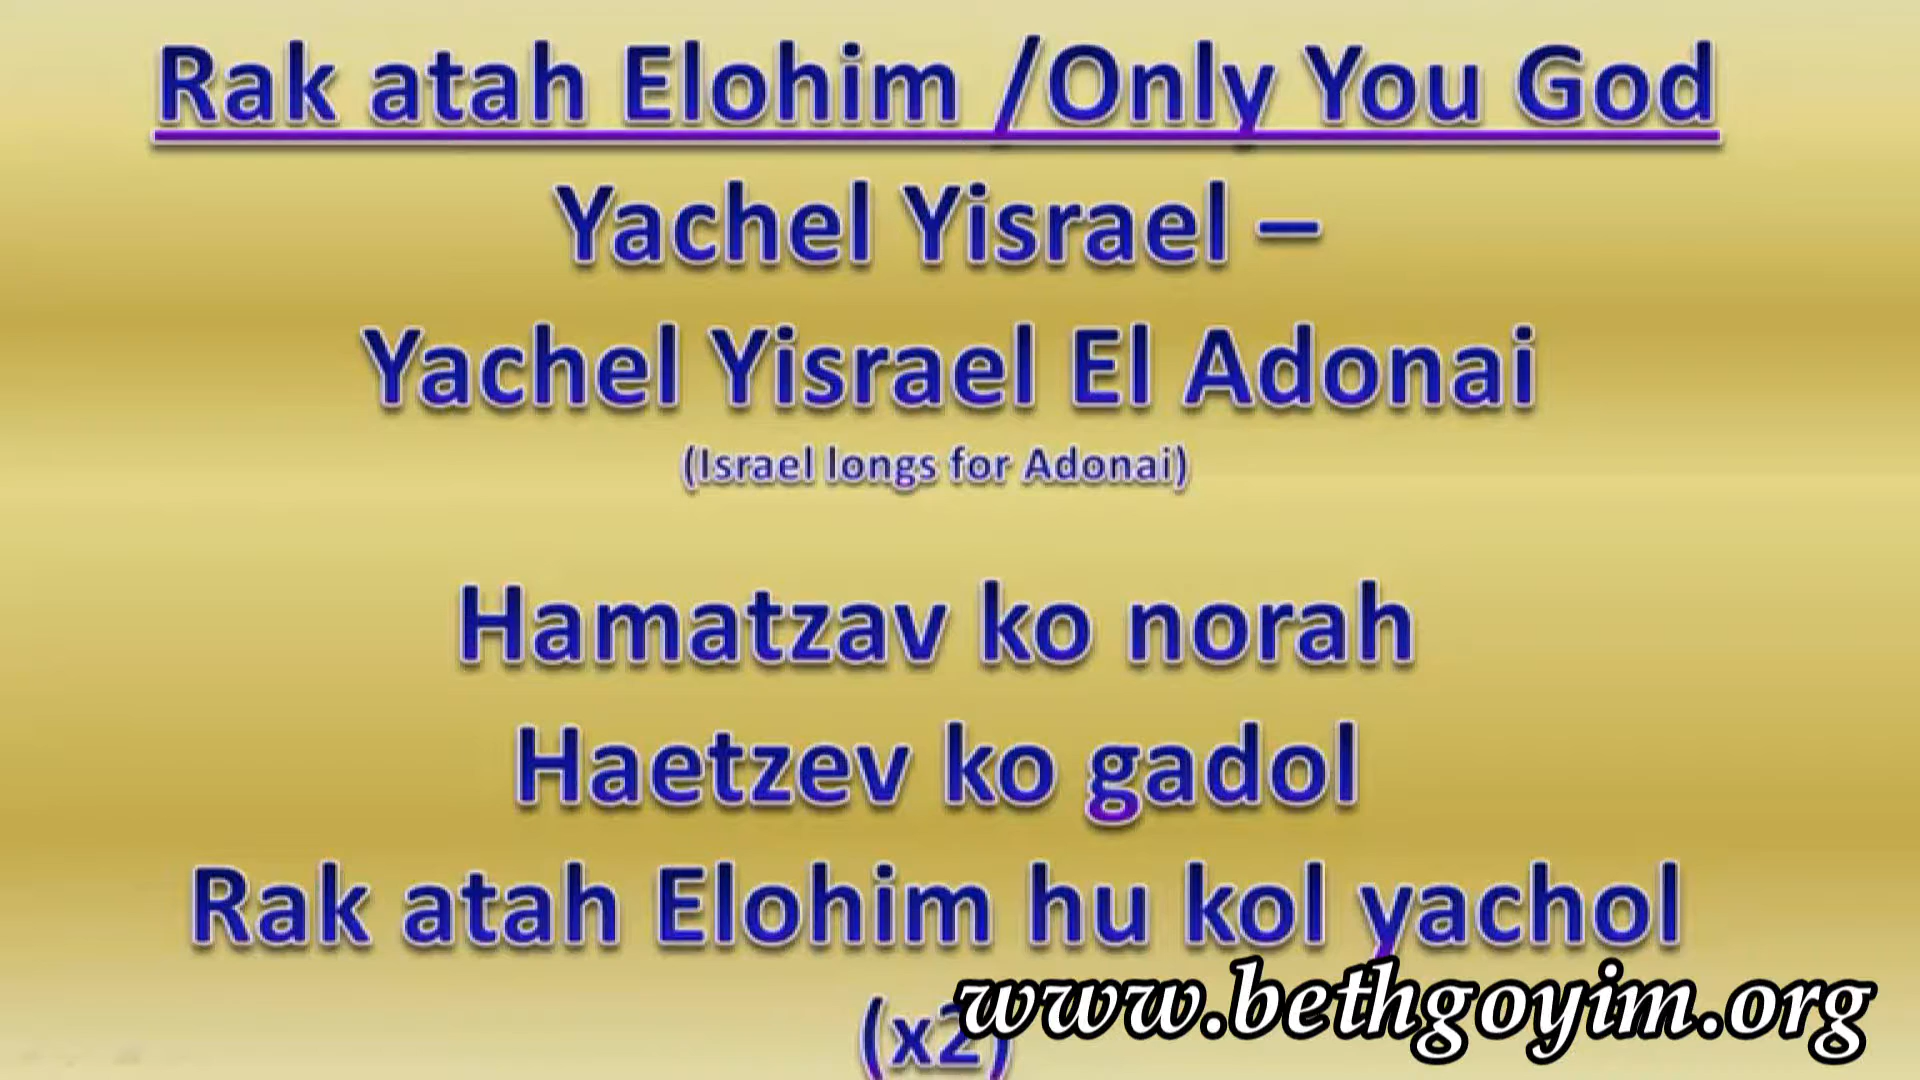 Rak atah Elohim /Only You God
Yachel Yisrael –
Yachel Yisrael El Adonai
(Israel longs for Adonai)
Hamatzav ko norah
Haetzev ko gadol
Rak atah Elohim hu kol yachol
(x2)
www.bethgoyim.org